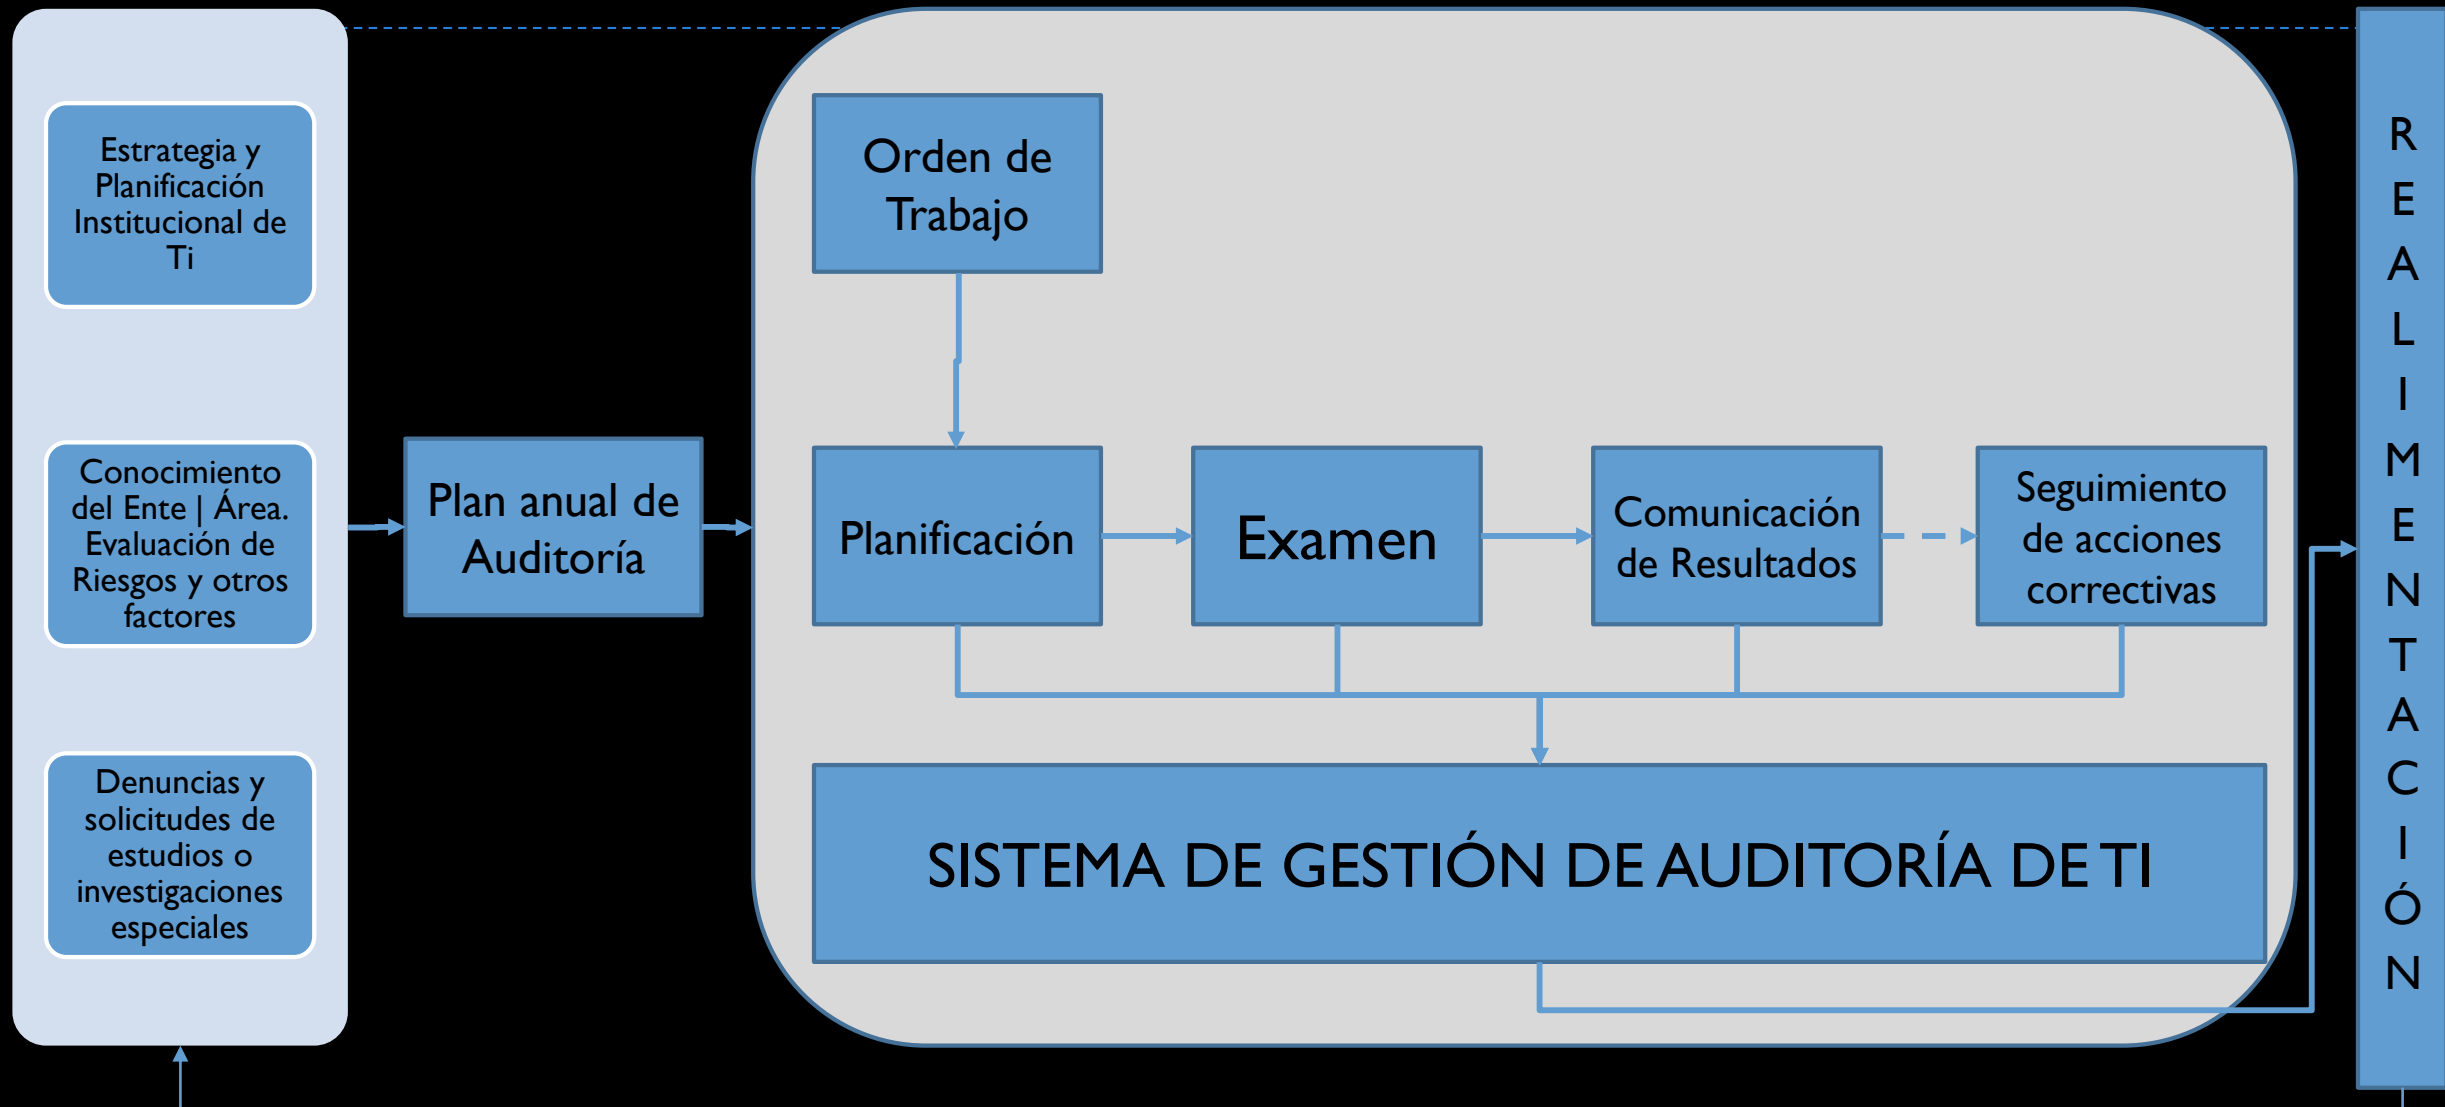 Estrategia y
Planificación
Institucional de
Ti
Conocimiento
del Ente | Área.
Evaluación de
Riesgos y otros
factores
Denuncias y
solicitudes de
estudios o
investigaciones
especiales
Plan anual de
Auditoría
Orden de
Trabajo
Planificación
Examen
Comunicación
de Resultados
Seguimiento
de acciones
correctivas
SISTEMA DE GESTIÓN DE AUDITORÍA DE TI
R
E
A
L
I
M
E
N
T
A
C
I
Ó
N